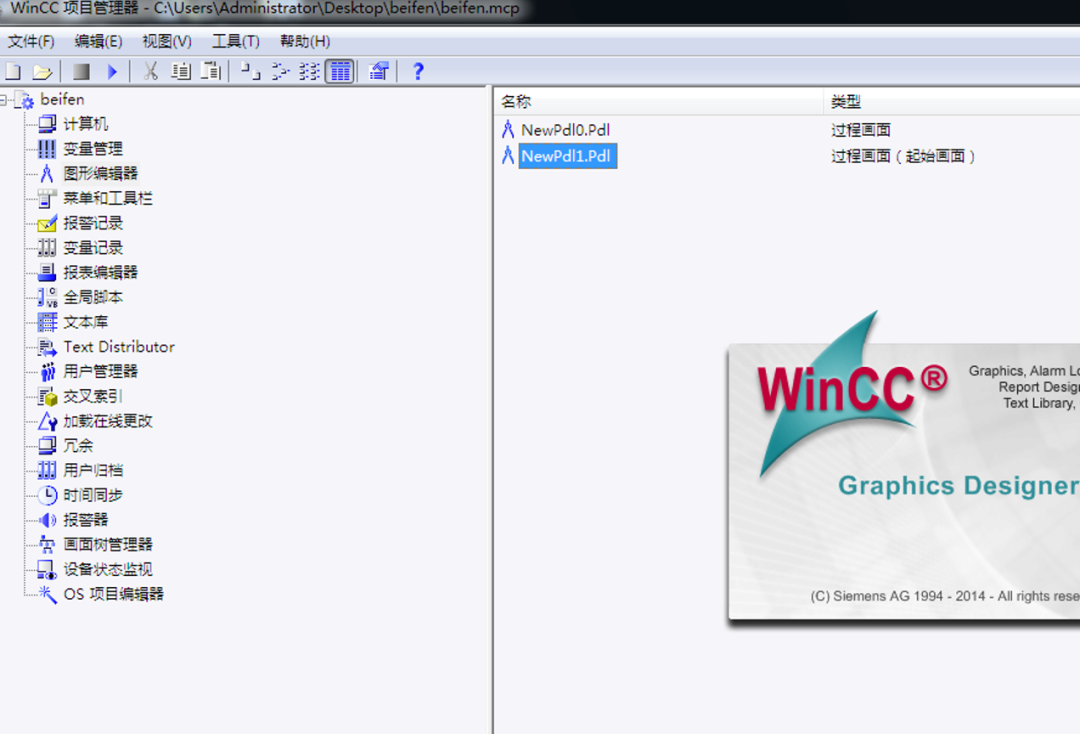 WinCC 项目管理器 - C:\Users\Administrator\Desktop\beifen\beifen.mcp
文件(F) 编辑(E) 视图(V) 工具(T) 帮助(H)
beifen
计算机
变量管理
图形编辑器
菜单和工具栏
报警记录
变量记录
报表编辑器
全局脚本
文本库
Text Distributor
用户管理器
交叉索引
加载在线更改
冗余
用户归档
时间同步
报警器
画面树管理器
设备状态监视
OS 项目编辑器
名称 类型
NewPdl0.Pdl 过程画面
NewPdl1.Pdl 过程画面（起始画面）
WinCC®
Graphics, Alarm Lo
Report Desig
Text Library,
Graphics Designer
(C) Siemens AG 1994 - 2014 - All rights rese